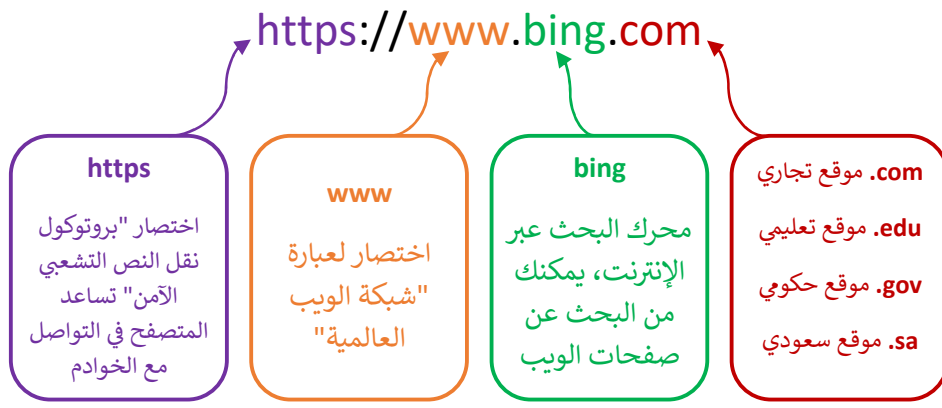 https://www.bing.com
https
اختصار "بروتوكول
نقل النص التشعبي
الآمن" تساعد
المتصفح في التواصل
مع الخوادم
www
اختصار لعبارة
"شبكة الويب
العالمية"
bing
محرك البحث عبر
الإنترنت، يمكنك
من البحث عن
صفحات الويب
.com موقع تجاري
.edu موقع تعليمي
.gov موقع حكومي
.sa موقع سعودي